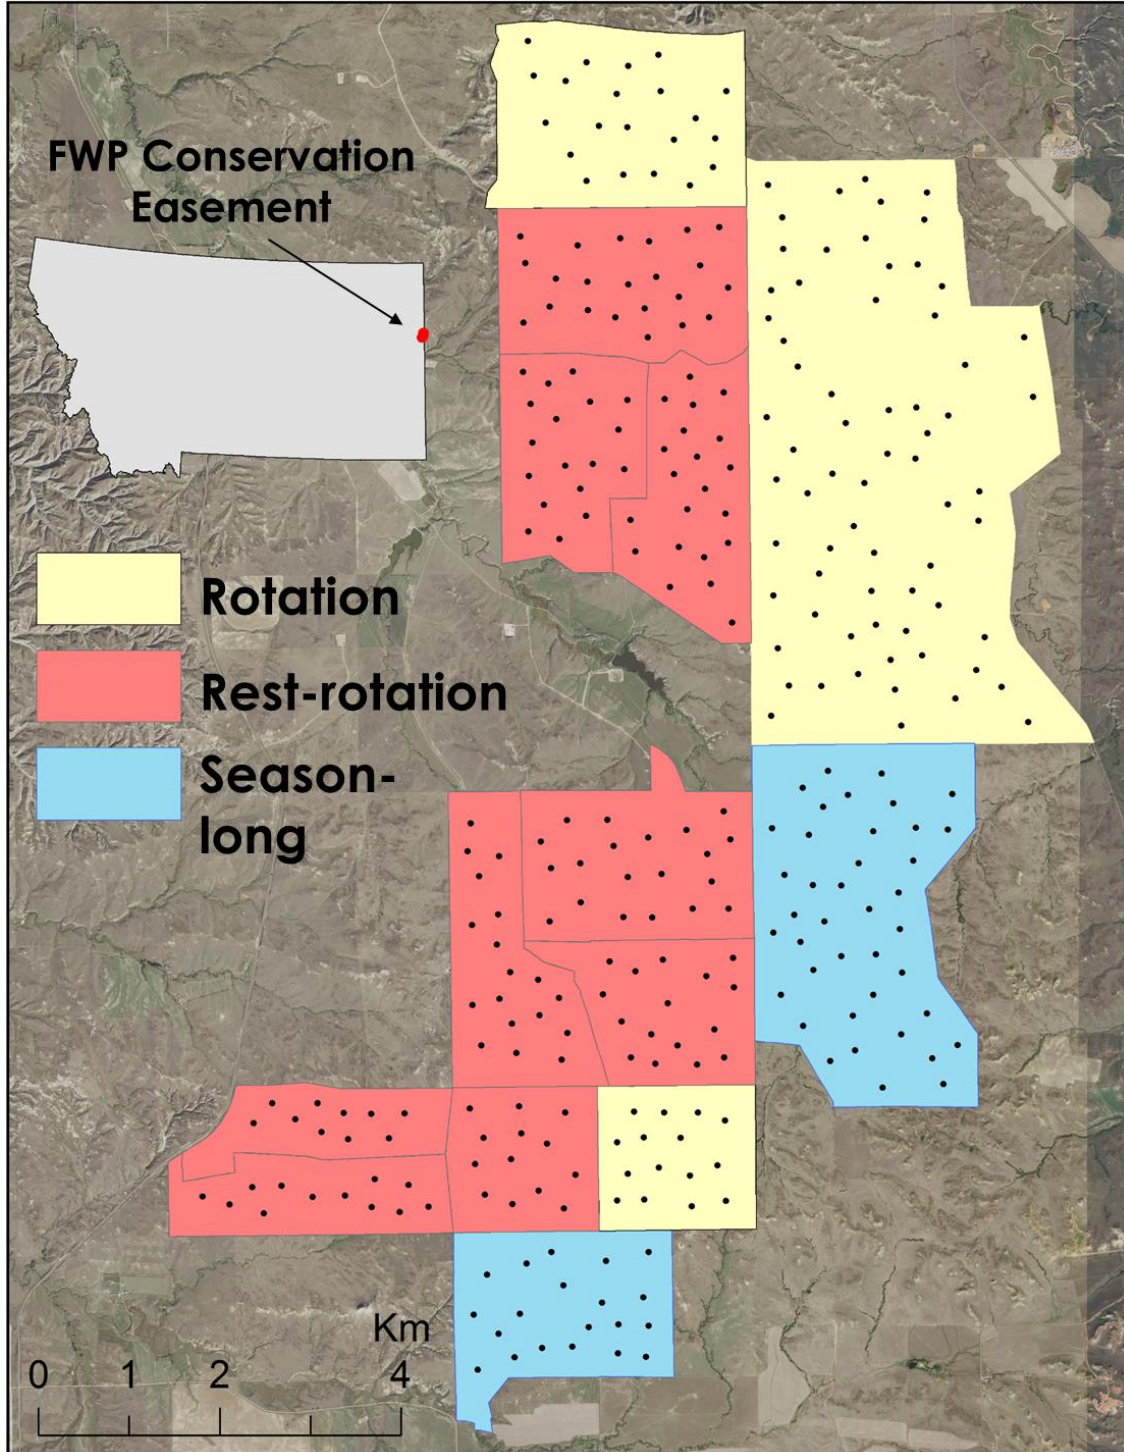 FWP Conservation
Easement
Rotation
Rest-rotation
Season-
long
Km
0 1 2 4